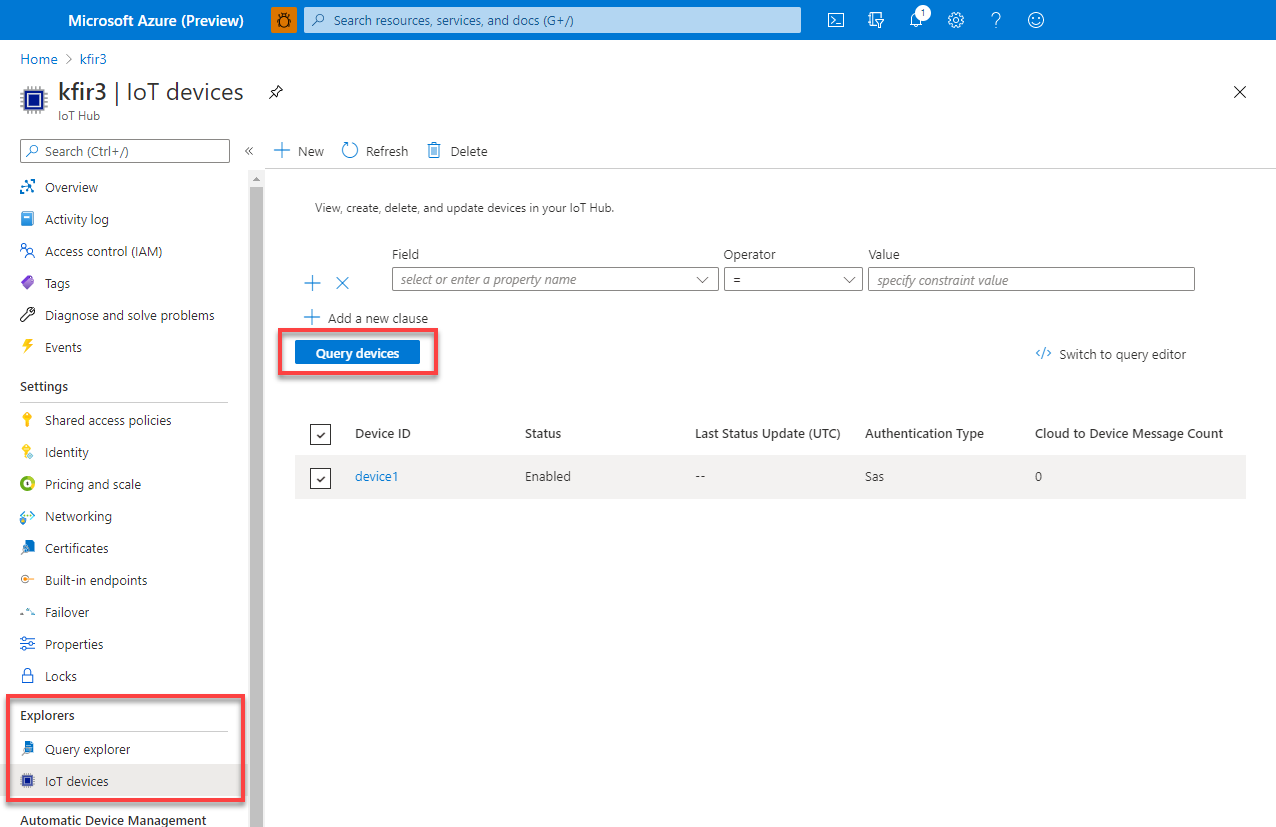 Microsoft Azure (Preview)
Search resources, services, and docs (G+/)
1
Home > kfir3
kfir3 | IoT devices
IoT Hub
Search (Ctrl+/)
«
New
Refresh
Delete
Overview
Activity log
Access control (IAM)
Tags
Diagnose and solve problems
Events
Settings
Shared access policies
Identity
Pricing and scale
Networking
Certificates
Built-in endpoints
Failover
Properties
Locks
Explorers
Query explorer
IoT devices
Automatic Device Management
View, create, delete, and update devices in your IoT Hub.
Field Operator Value
select or enter a property name = specify constraint value
Add a new clause
Query devices
</> Switch to query editor
Device ID Status Last Status Update (UTC) Authentication Type Cloud to Device Message Count
device1 Enabled -- Sas 0